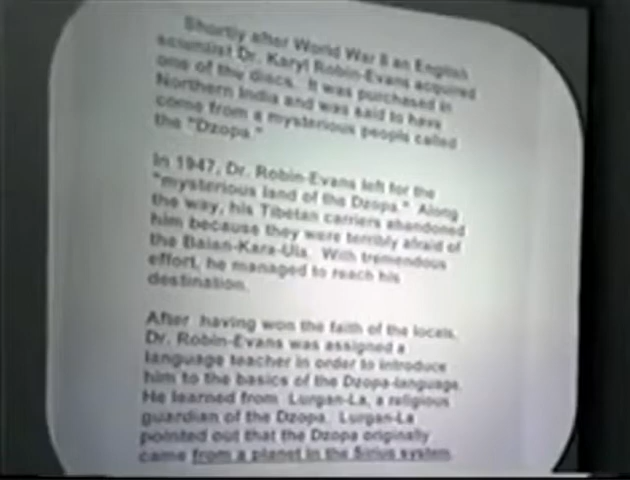 Shortly after World War II an English
scientist Dr. Karyl Robin-Evans acquired
one of the discs. It was purchased in
Northern India and was said to have
come from a mysterious people called
the "Dzopa."
In 1947, Dr. Robin-Evans left for the
"mysterious land of the Dzopa." Along
the way, his Tibetan carriers abandoned
him because they were terribly afraid of
the Baian-Kara-Ula. With tremendous
effort, he managed to reach his
destination.
After having won the faith of the locals,
Dr. Robin-Evans was assigned a
language teacher in order to introduce
him to the basics of the Dzopa-language.
He learned from Lurgan-La, a religious
guardian of the Dzopa. Lurgan-La
pointed out that the Dzopa originally
came from a planet in the Sirius system.